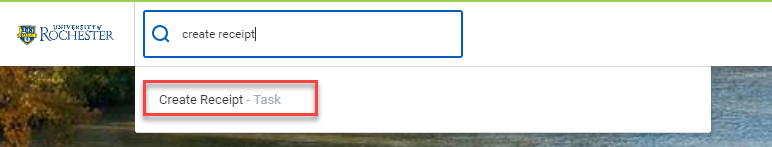 UNIVERSITY of
ROCHESTER
create receipt
Create Receipt - Task